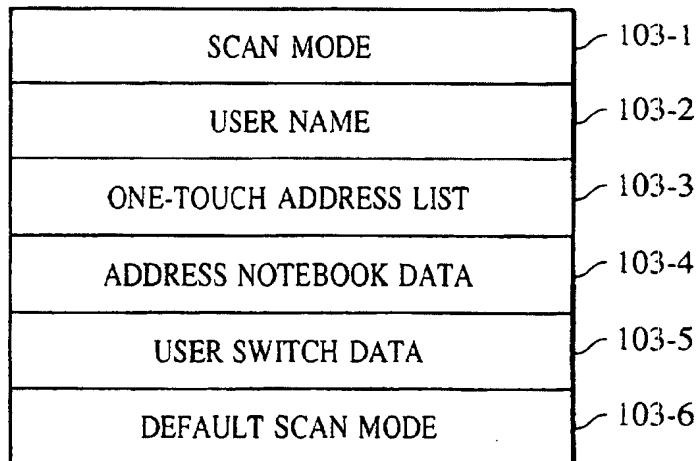 SCAN MODE 103-1
USER NAME 103-2
ONE-TOUCH ADDRESS LIST 103-3
ADDRESS NOTEBOOK DATA 103-4
USER SWITCH DATA 103-5
DEFAULT SCAN MODE 103-6